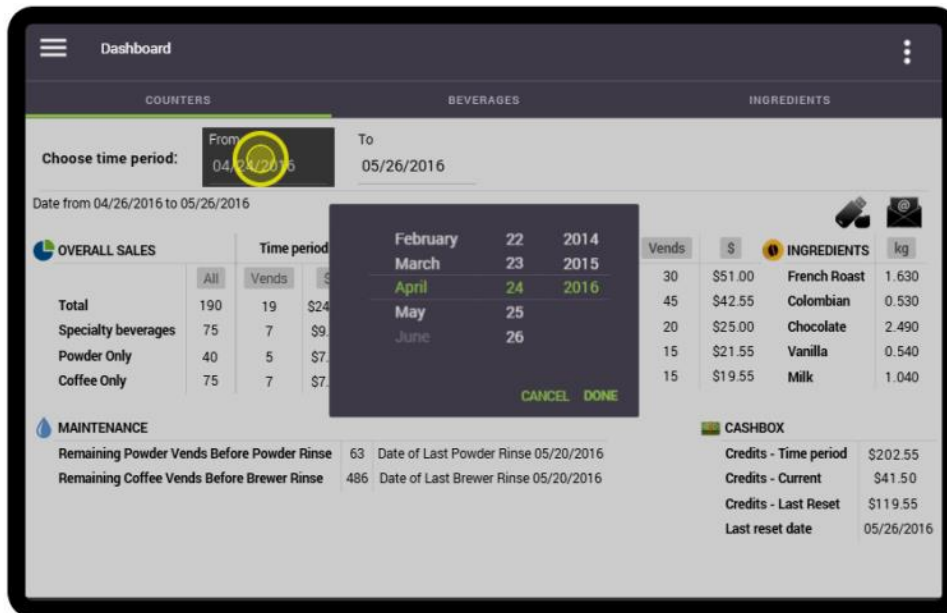 Dashboard
COUNTERS BEVERAGES INGREDIENTS
From To
Choose time period: 04/24/2016 05/26/2016
Date from 04/26/2016 to 05/26/2016
OVERALL SALES Time period Vends $ INGREDIENTS kg
All Vends
Total 190 19 $24
Specialty beverages 75 7 $9.
Powder Only 40 5 $7.
Coffee Only 75 7 $7.
February 22 2014
March 23 2015
April 24 2016
May 25
June 26
CANCEL DONE
30 $51.00 French Roast 1.630
45 $42.55 Colombian 0.530
20 $25.00 Chocolate 2.490
15 $21.55 Vanilla 0.540
15 $19.55 Milk 1.040
MAINTENANCE
Remaining Powder Vends Before Powder Rinse 63 Date of Last Powder Rinse 05/20/2016
Remaining Coffee Vends Before Brewer Rinse 486 Date of Last Brewer Rinse 05/20/2016
CASHBOX
Credits - Time period $202.55
Credits - Current $41.50
Credits - Last Reset $119.55
Last reset date 05/26/2016